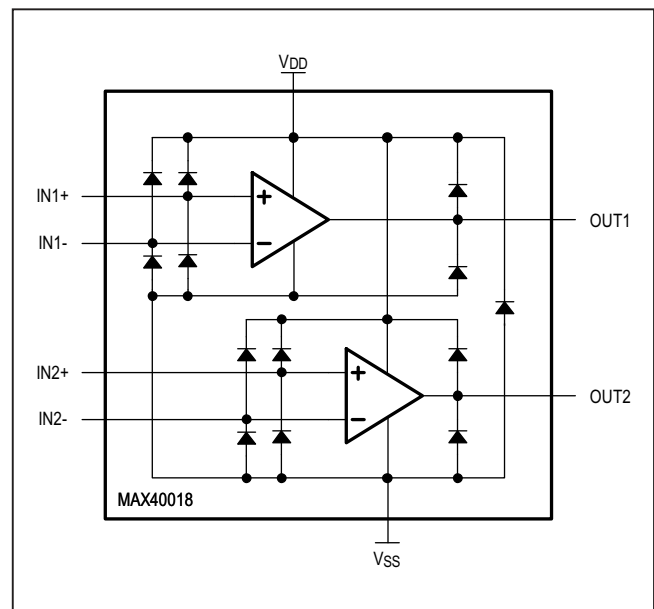 VDD
IN1+
IN1-
+
−
OUT1
IN2+
IN2-
+
−
OUT2
MAX40018
VSS